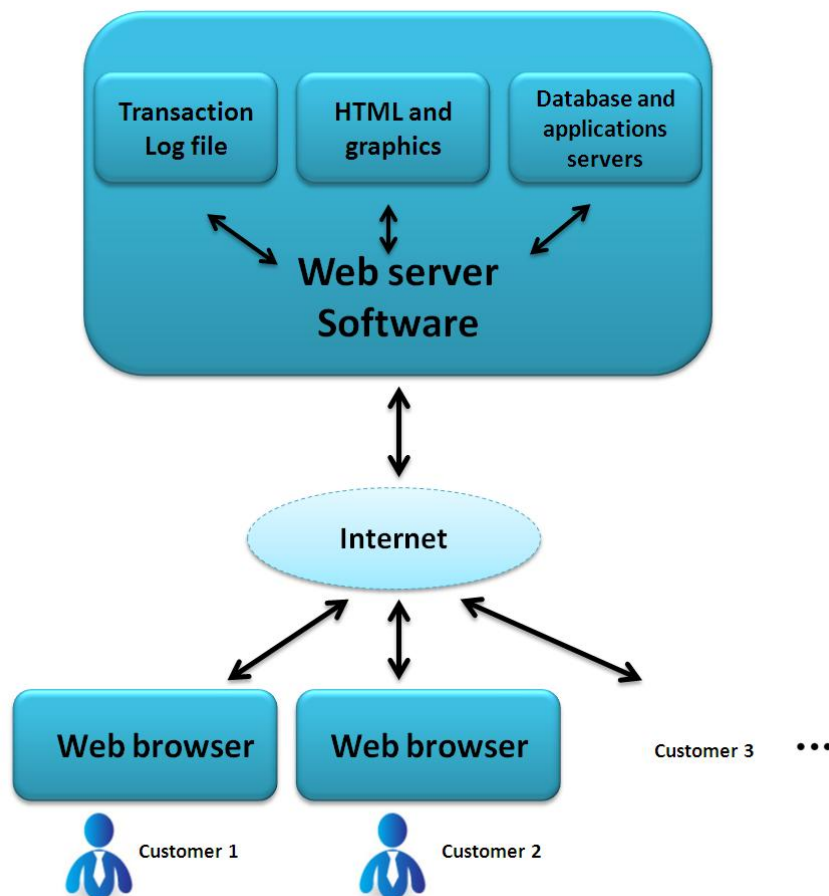 Transaction
Log file
HTML and
graphics
Database and
applications
servers
Web server
Software
Internet
Web browser
Web browser
Customer 3 ...
Customer 1
Customer 2